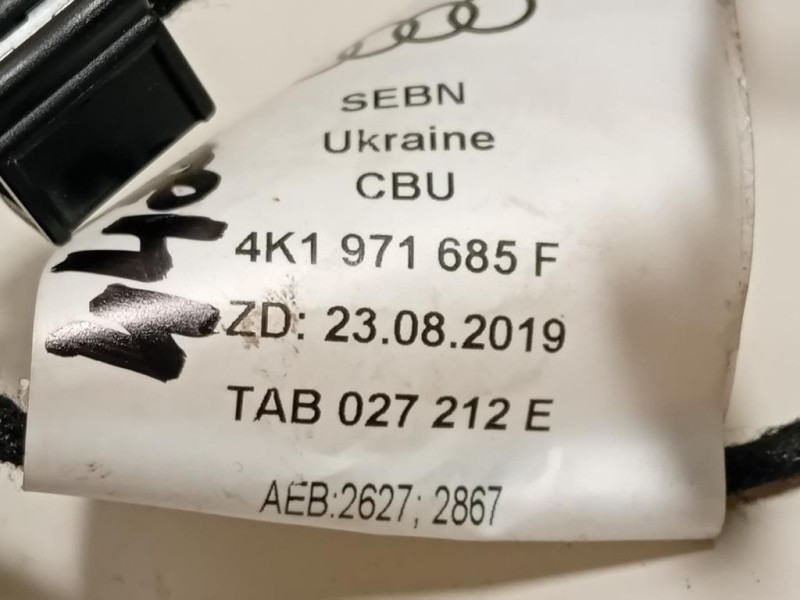 SEBN
Ukraine
CBU
4K1 971 685 F
ZD: 23.08.2019
TAB 027 212 E
AEB:2627; 2867